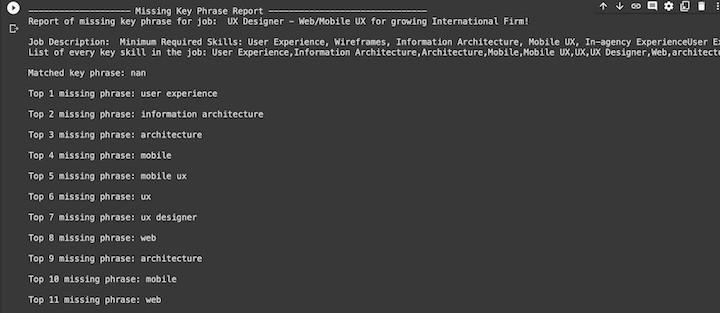 Missing Key Phrase Report
Report of missing key phrase for job:  UX Designer - Web/Mobile UX for growing International Firm!
Job Description:  Minimum Required Skills: User Experience, Wireframes, Information Architecture, Mobile UX, In-agency ExperienceUser Ex
List of every key skill in the job: User Experience,Information Architecture,Architecture,Mobile,Mobile UX,UX,UX Designer,Web,architectu
Matched key phrase: nan
Top 1 missing phrase: user experience
Top 2 missing phrase: information architecture
Top 3 missing phrase: architecture
Top 4 missing phrase: mobile
Top 5 missing phrase: mobile ux
Top 6 missing phrase: ux
Top 7 missing phrase: ux designer
Top 8 missing phrase: web
Top 9 missing phrase: architecture
Top 10 missing phrase: mobile
Top 11 missing phrase: web